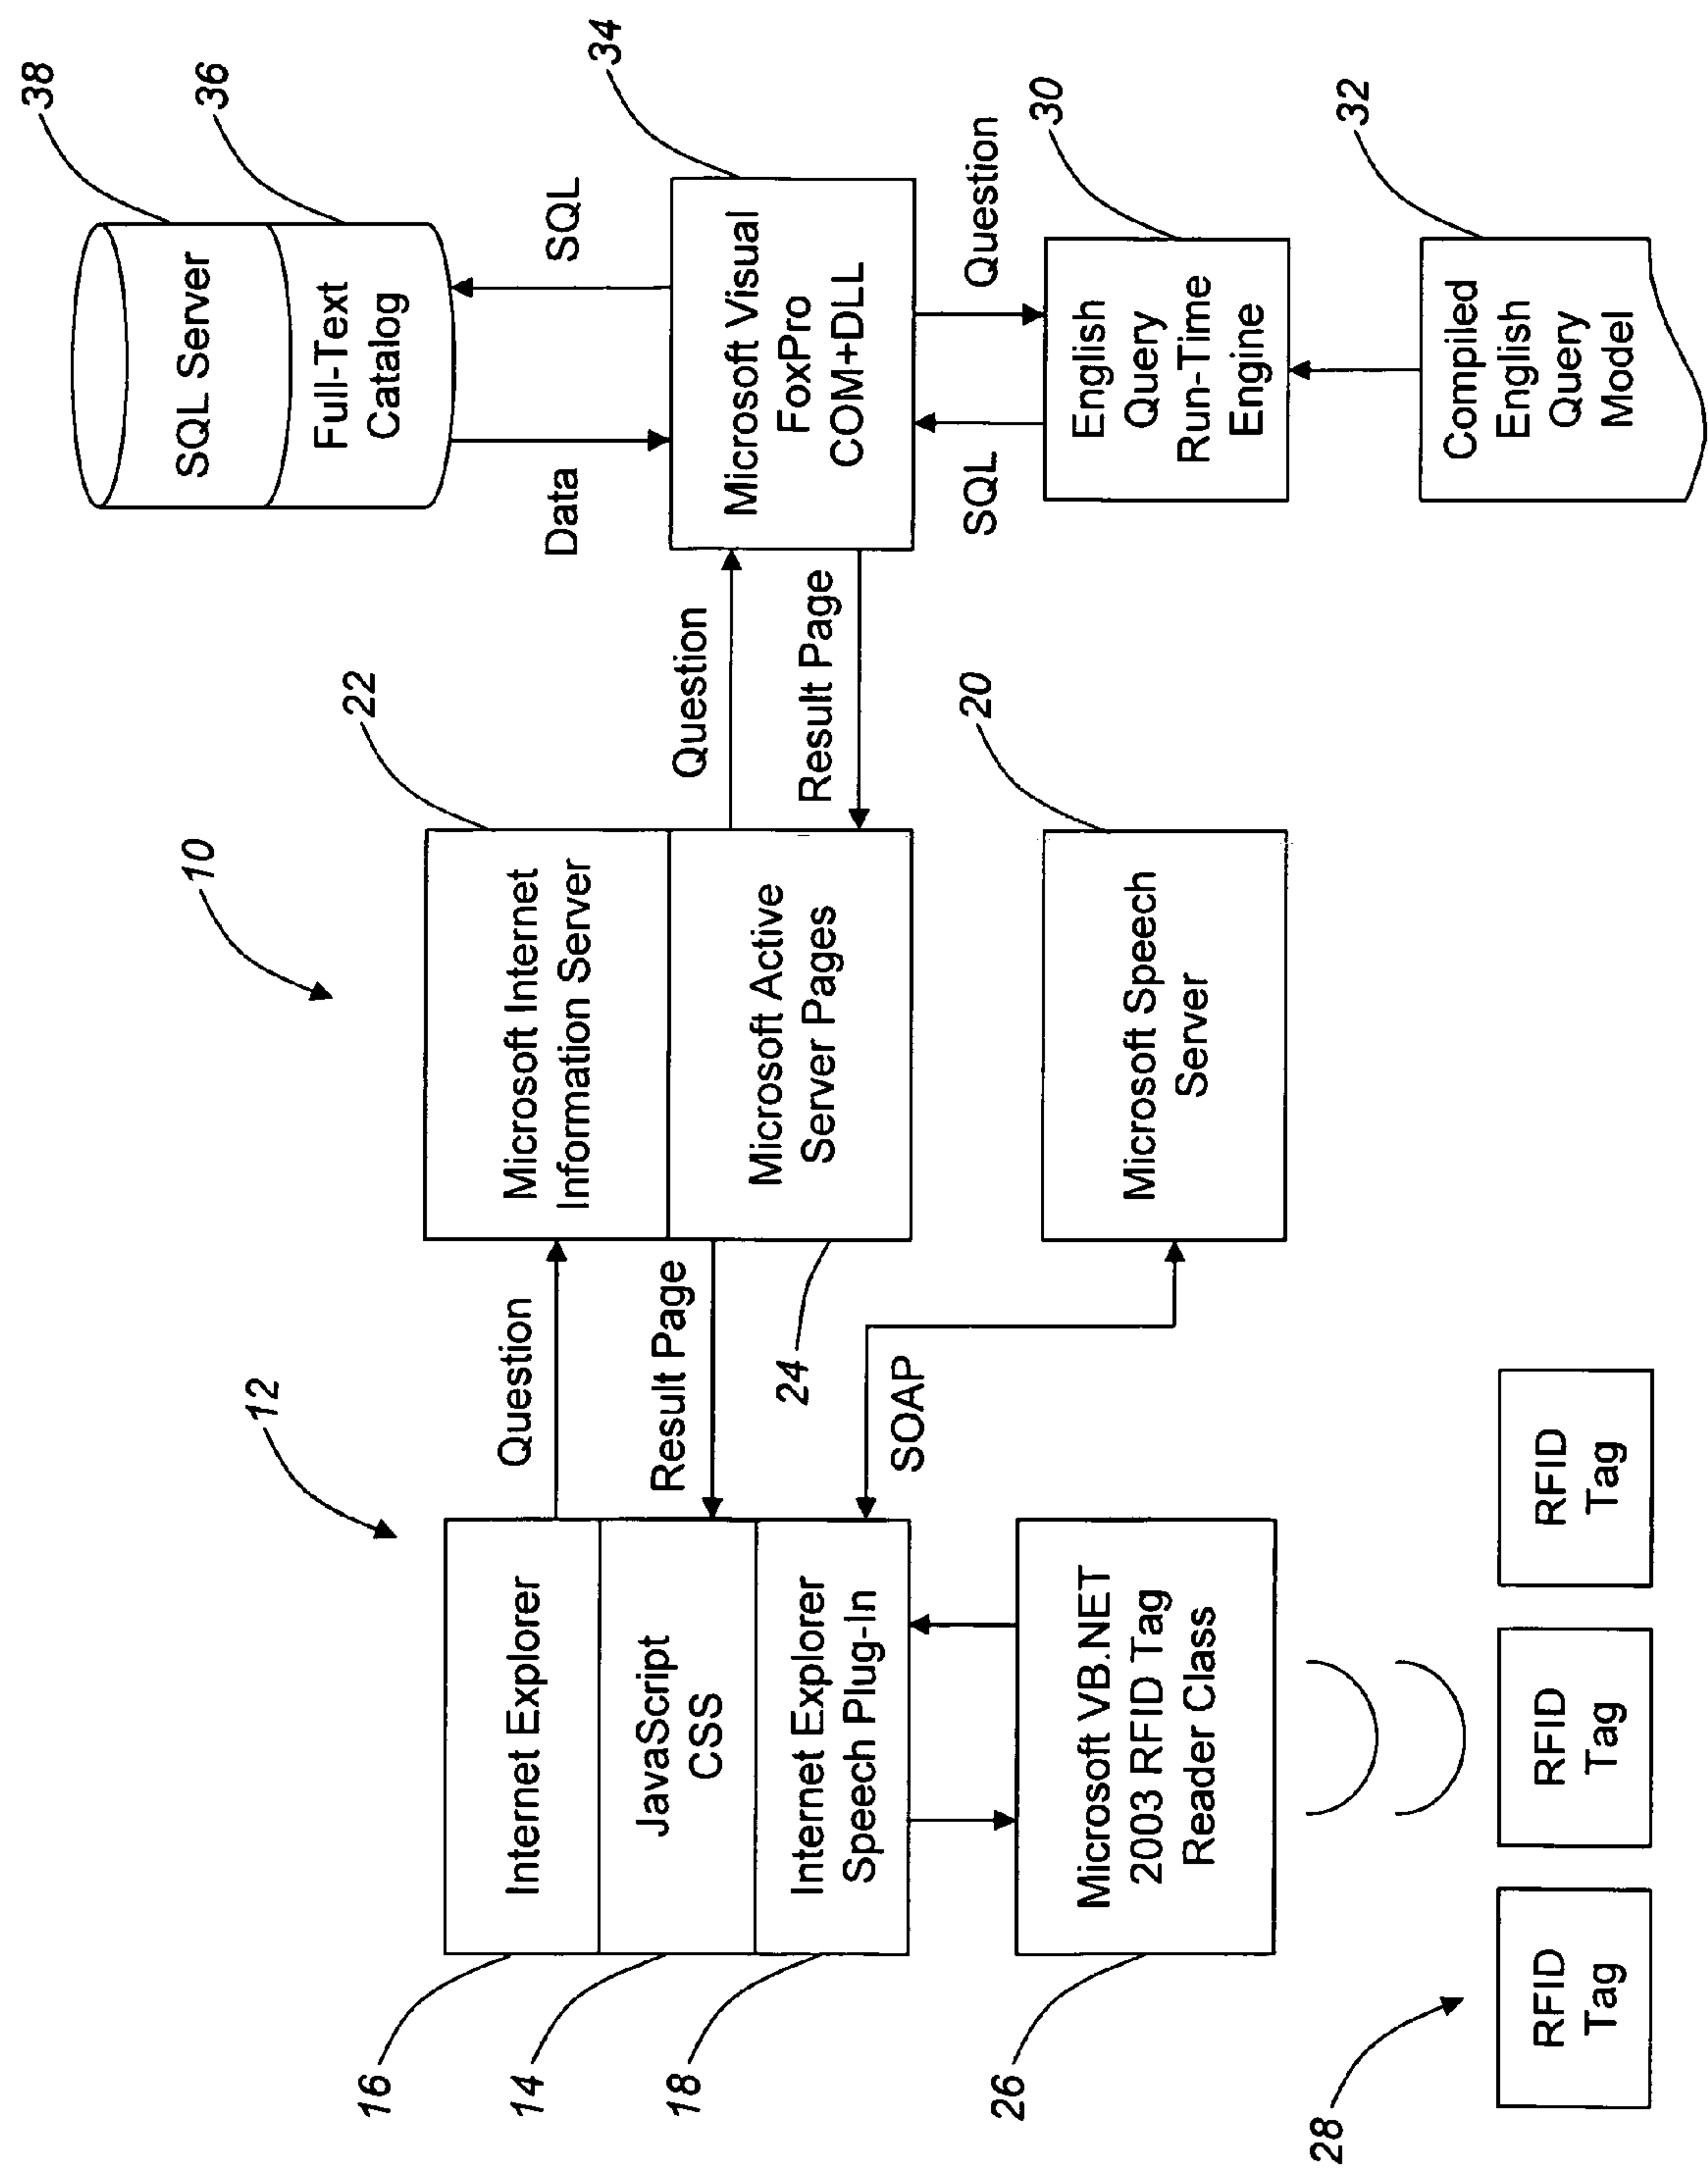 10
12
16
14
18
26
28
Internet Explorer
JavaScript
CSS
Internet Explorer
Speech Plug-In
Microsoft VB.NET
2003 RFID Tag
Reader Class
RFID
Tag
RFID
Tag
RFID
Tag
Question
Result Page
SOAP
22
24
20
Microsoft Internet
Information Server
Microsoft Active
Server Pages
Microsoft Speech
Server
Question
Result Page
38
36
34
30
32
SQL Server
Full-Text
Catalog
Data
SQL
Microsoft Visual
FoxPro
COM+DLL
SQL
Question
English
Query
Run-Time
Engine
Compiled
English
Query
Model